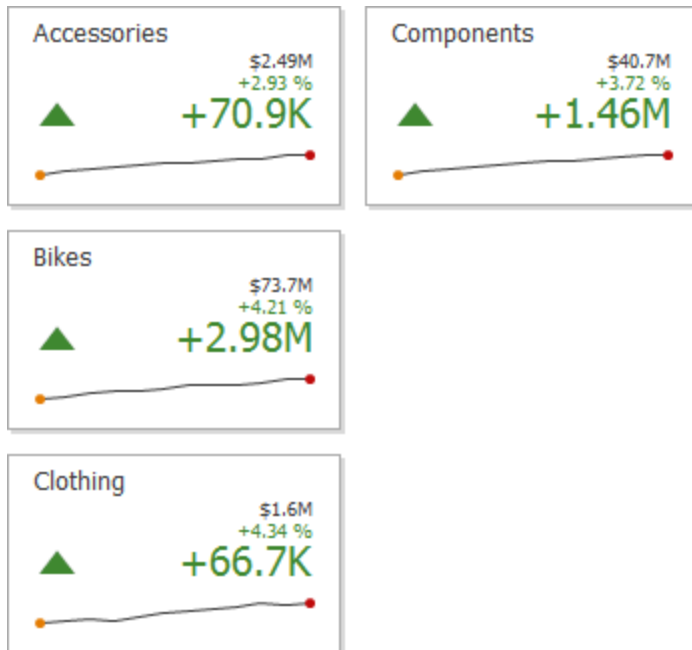 Accessories
$2.49M
+2.93 %
+70.9K
Components
$40.7M
+3.72 %
+1.46M
Bikes
$73.7M
+4.21 %
+2.98M
Clothing
$1.6M
+4.34 %
+66.7K